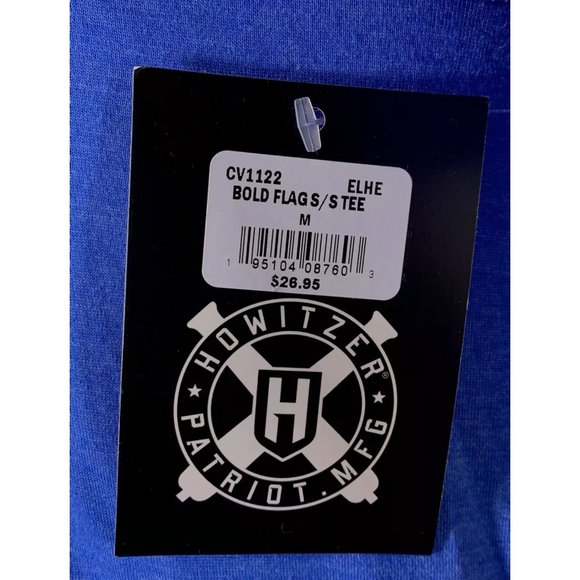 CV1122 ELHE
BOLD FLAG S/S TEE
M
1 95104 08760 3
$26.95
HOWITZER®
H
★ PATRIOT.MFG ★